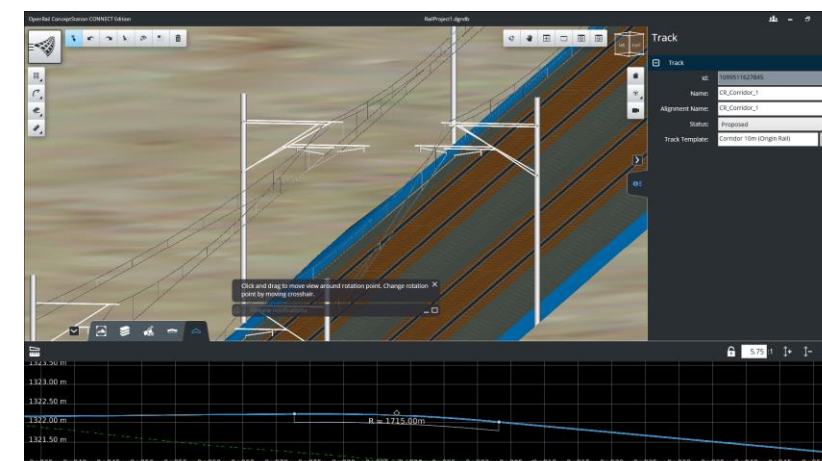 OpenRail ConceptStation CONNECT Edition
RailProject1.dgndb
Track
Track
Id: 1099511627845
Name: CR_Corridor_1
Alignment Name: CR_Corridor_1
Status: Proposed
Track Template: Corridor 10m (Origin Rail)
Click and drag to move view around rotation point. Change rotation
point by moving crosshair.
5.75 :1
1323.50 m
1323.00 m
1322.50 m
1322.00 m
1321.50 m
R = 1715.00m